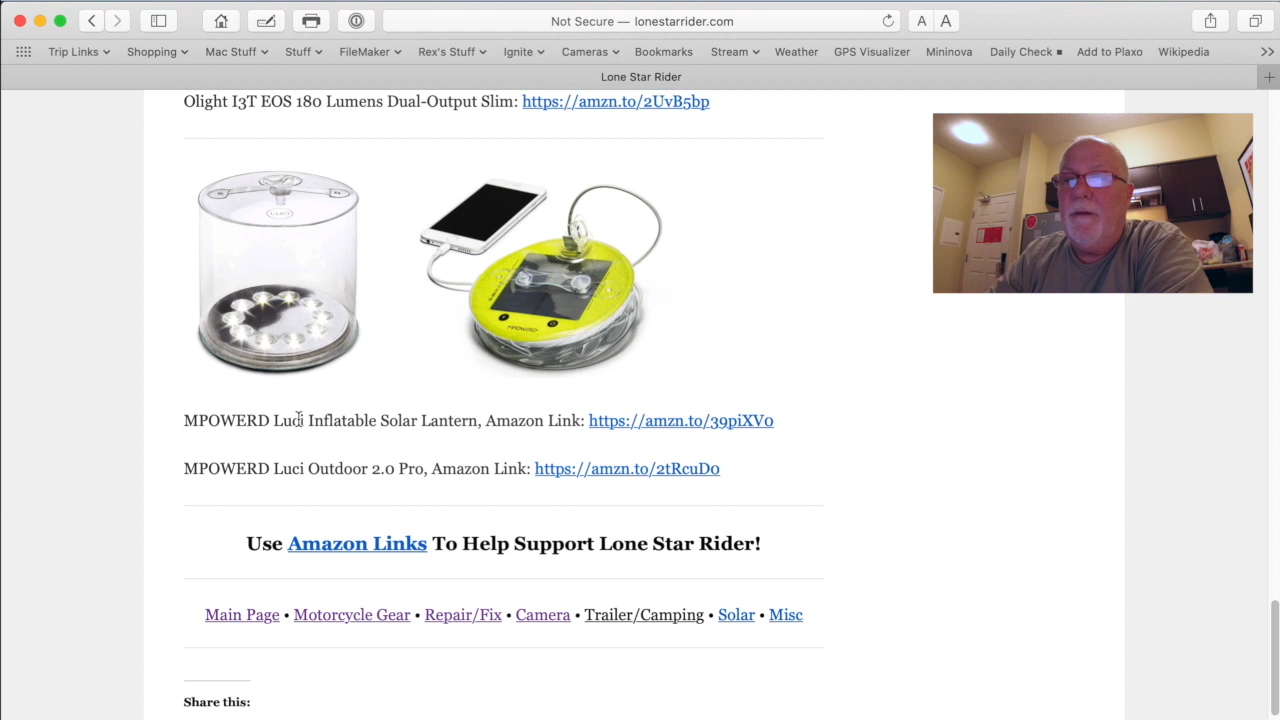 Not Secure — lonestarrider.com
A A
Trip Links Shopping Mac Stuff Stuff FileMaker Rex's Stuff Ignite Cameras Bookmarks Stream Weather GPS Visualizer Mininova Daily Check Add to Plaxo Wikipedia
Lone Star Rider
Olight I3T EOS 180 Lumens Dual-Output Slim: https://amzn.to/2UvB5bp
LUCI
MPOWERD
MPOWERD Luci Inflatable Solar Lantern, Amazon Link: https://amzn.to/39piXV0
MPOWERD Luci Outdoor 2.0 Pro, Amazon Link: https://amzn.to/2tRcuD0
Use Amazon Links To Help Support Lone Star Rider!
Main Page • Motorcycle Gear • Repair/Fix • Camera • Trailer/Camping • Solar • Misc
Share this: